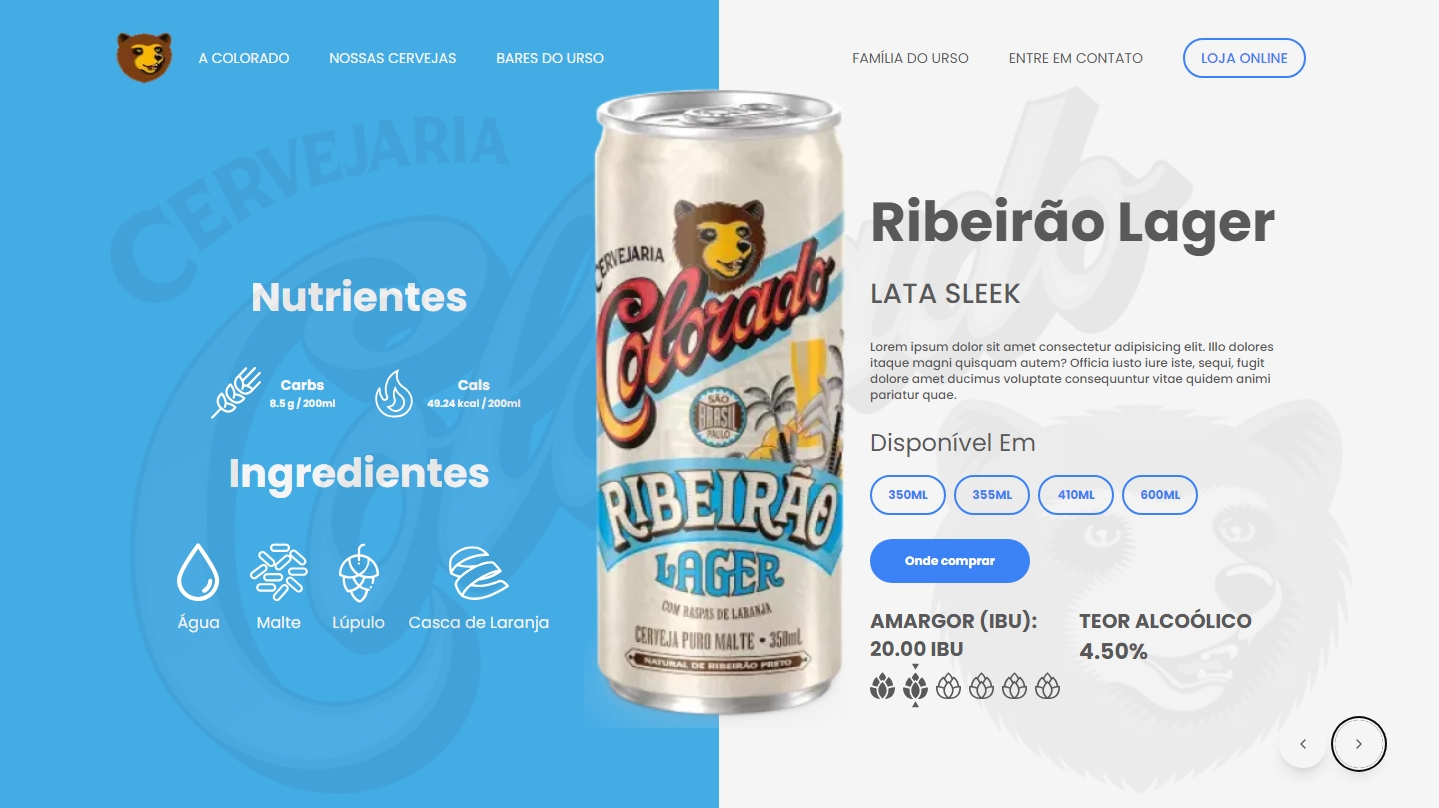 A COLORADO
NOSSAS CERVEJAS
BARES DO URSO
FAMÍLIA DO URSO
ENTRE EM CONTATO
LOJA ONLINE
CERVEJARIA
Colorado
Nutrientes
Carbs
8.5 g / 200ml
Cals
49.24 kcal / 200ml
Ingredientes
Água
Malte
Lúpulo
Casca de Laranja
CERVEJARIA
Colorado
SÃO
BRASIL
PAULO
RIBEIRÃO
LAGER
COM RASPAS DE LARANJA
CERVEJA PURO MALTE • 350mL
NATURAL DE RIBEIRÃO PRETO
Ribeirão Lager
LATA SLEEK
Lorem ipsum dolor sit amet consectetur adipisicing elit. Illo dolores
itaque magni quisquam autem? Officia iusto iure iste, sequi, fugit
dolore amet ducimus voluptate consequuntur vitae quidem animi
pariatur quae.
Disponível Em
350ML
355ML
410ML
600ML
Onde comprar
AMARGOR (IBU):
20.00 IBU
TEOR ALCOÓLICO
4.50%